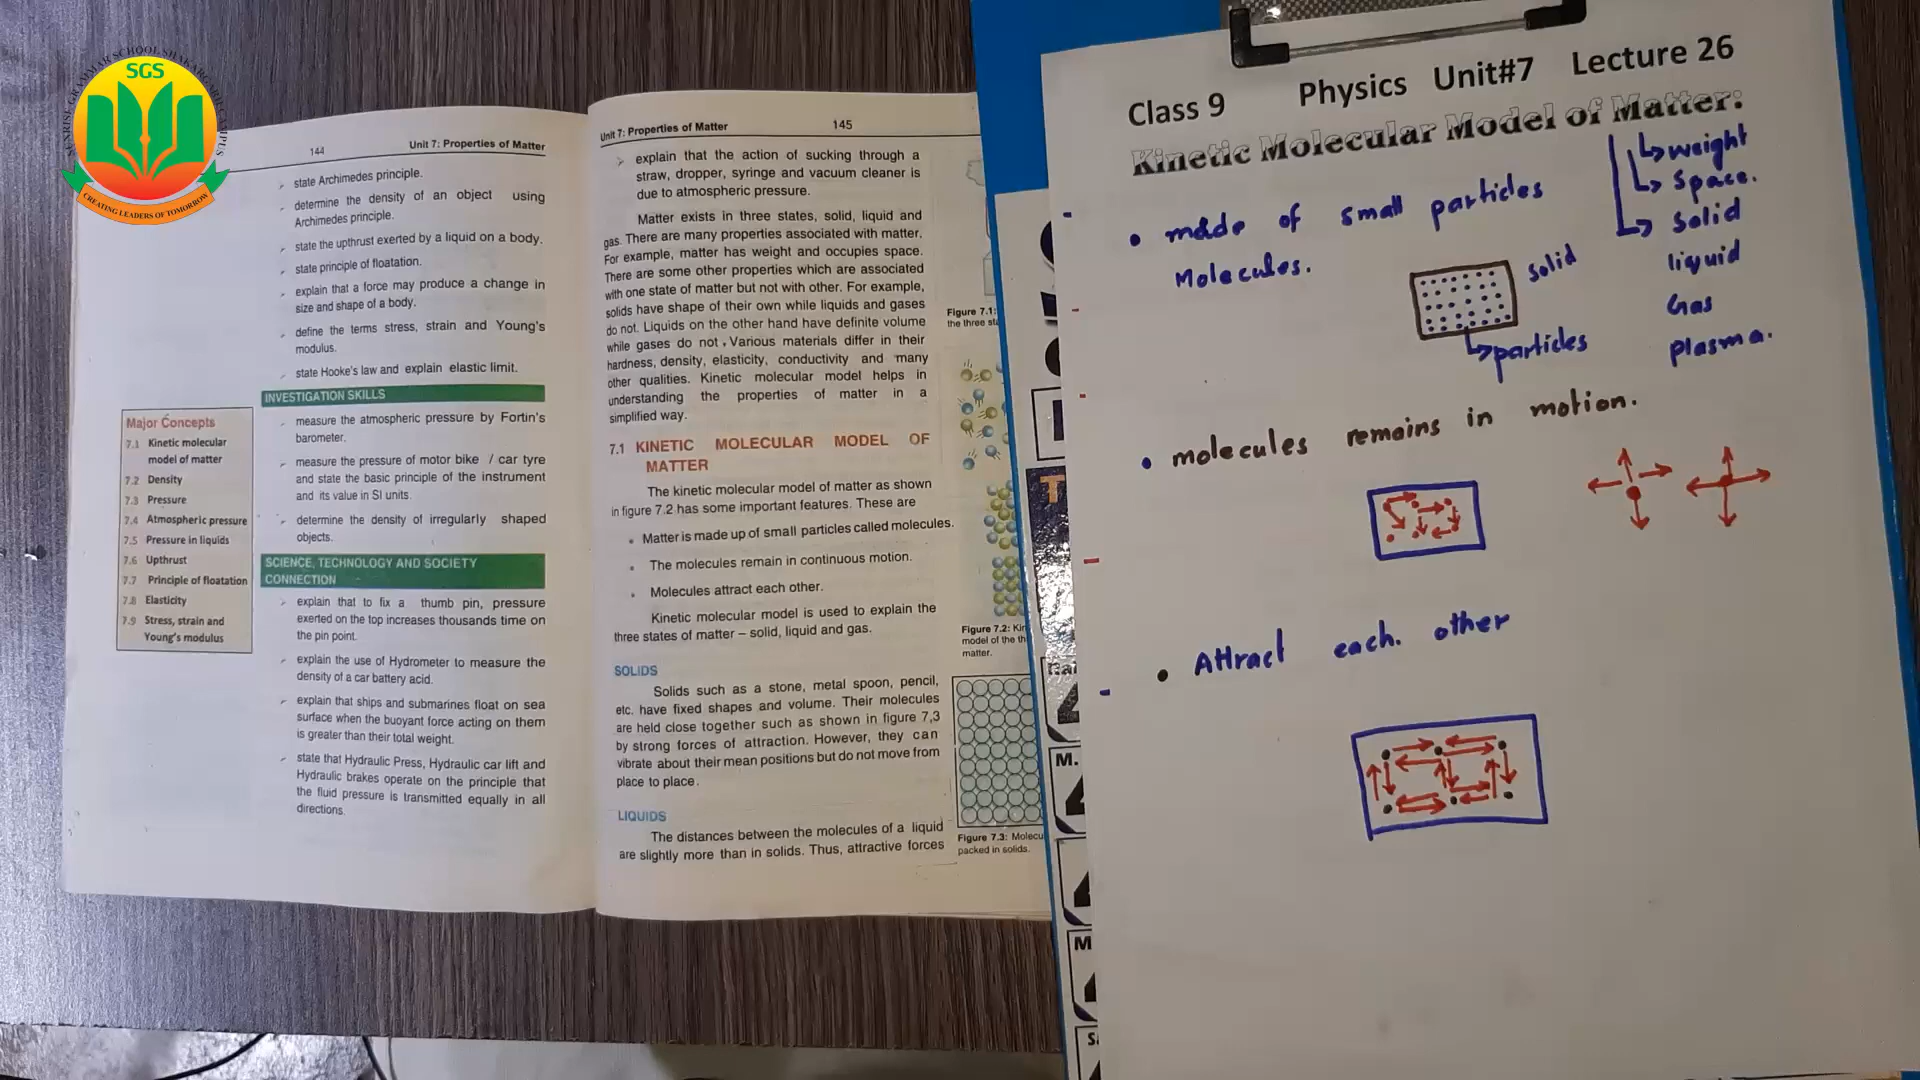 SUNRISE GRAMMAR SCHOOL SHAKARGARH CAMPUS
SGS
CREATING LEADERS OF TOMORROW
144
Unit 7: Properties of Matter
state Archimedes principle.
determine the density of an object using
Archimedes principle.
state the upthrust exerted by a liquid on a body.
state principle of floatation.
explain that a force may produce a change in
size and shape of a body.
define the terms stress, strain and Young's
modulus.
state Hooke's law and explain elastic limit.
INVESTIGATION SKILLS
measure the atmospheric pressure by Fortin's
barometer.
measure the pressure of motor bike / car tyre
and state the basic principle of the instrument
and its value in SI units.
determine the density of irregularly shaped
objects.
SCIENCE, TECHNOLOGY AND SOCIETY
CONNECTION
explain that to fix a thumb pin, pressure
exerted on the top increases thousands time on
the pin point.
explain the use of Hydrometer to measure the
density of a car battery acid.
explain that ships and submarines float on sea
surface when the buoyant force acting on them
is greater than their total weight.
state that Hydraulic Press, Hydraulic car lift and
Hydraulic brakes operate on the principle that
the fluid pressure is transmitted equally in all
directions.
Major Concepts
7.1 Kinetic molecular
model of matter
7.2 Density
7.3 Pressure
7.4 Atmospheric pressure
7.5 Pressure in liquids
7.6 Upthrust
7.7 Principle of floatation
7.8 Elasticity
7.9 Stress, strain and
Young's modulus
Unit 7: Properties of Matter
145
explain that the action of sucking through a
straw, dropper, syringe and vacuum cleaner is
due to atmospheric pressure.
Matter exists in three states, solid, liquid and
gas. There are many properties associated with matter.
For example, matter has weight and occupies space.
There are some other properties which are associated
with one state of matter but not with other. For example,
solids have shape of their own while liquids and gases
do not. Liquids on the other hand have definite volume
while gases do not. Various materials differ in their
hardness, density, elasticity, conductivity and many
other qualities. Kinetic molecular model helps in
understanding the properties of matter in a
simplified way.
7.1 KINETIC MOLECULAR MODEL OF
MATTER
The kinetic molecular model of matter as shown
in figure 7.2 has some important features. These are
• Matter is made up of small particles called molecules.
• The molecules remain in continuous motion.
• Molecules attract each other.
Kinetic molecular model is used to explain the
three states of matter – solid, liquid and gas.
SOLIDS
Solids such as a stone, metal spoon, pencil,
etc. have fixed shapes and volume. Their molecules
are held close together such as shown in figure 7.3
by strong forces of attraction. However, they can
vibrate about their mean positions but do not move from
place to place.
LIQUIDS
The distances between the molecules of a liquid
are slightly more than in solids. Thus, attractive forces
Figure 7.1:
the three
Figure 7.2:
model of the
matter.
Figure 7.3:
packed in solids.
M.
Class 9 Physics Unit#7 Lecture 26
Kinetic Molecular Model of Matter:
weight
space.
solid
liquid
Gas
plasma.
• made of small particles
Molecules.
solid
particles
• molecules remains in motion.
• Attract each. other